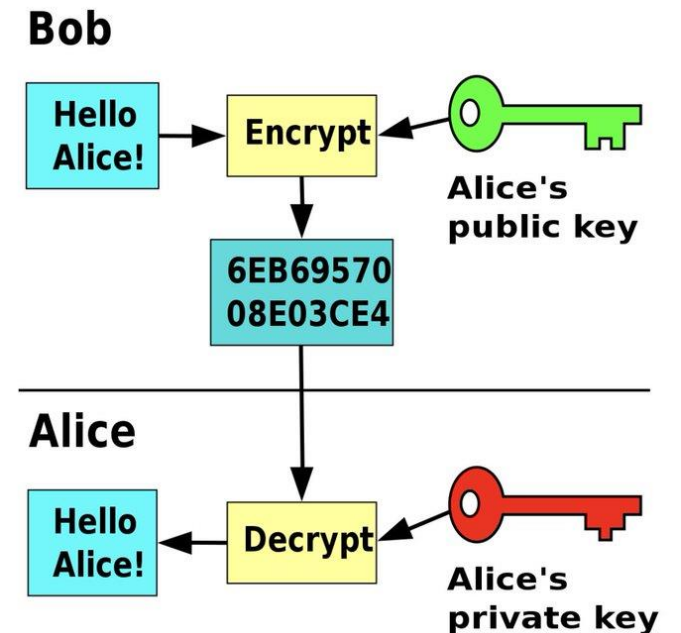 Bob
Hello
Alice!
Encrypt
Alice's
public key
6EB69570
08E03CE4
Alice
Hello
Alice!
Decrypt
Alice's
private key